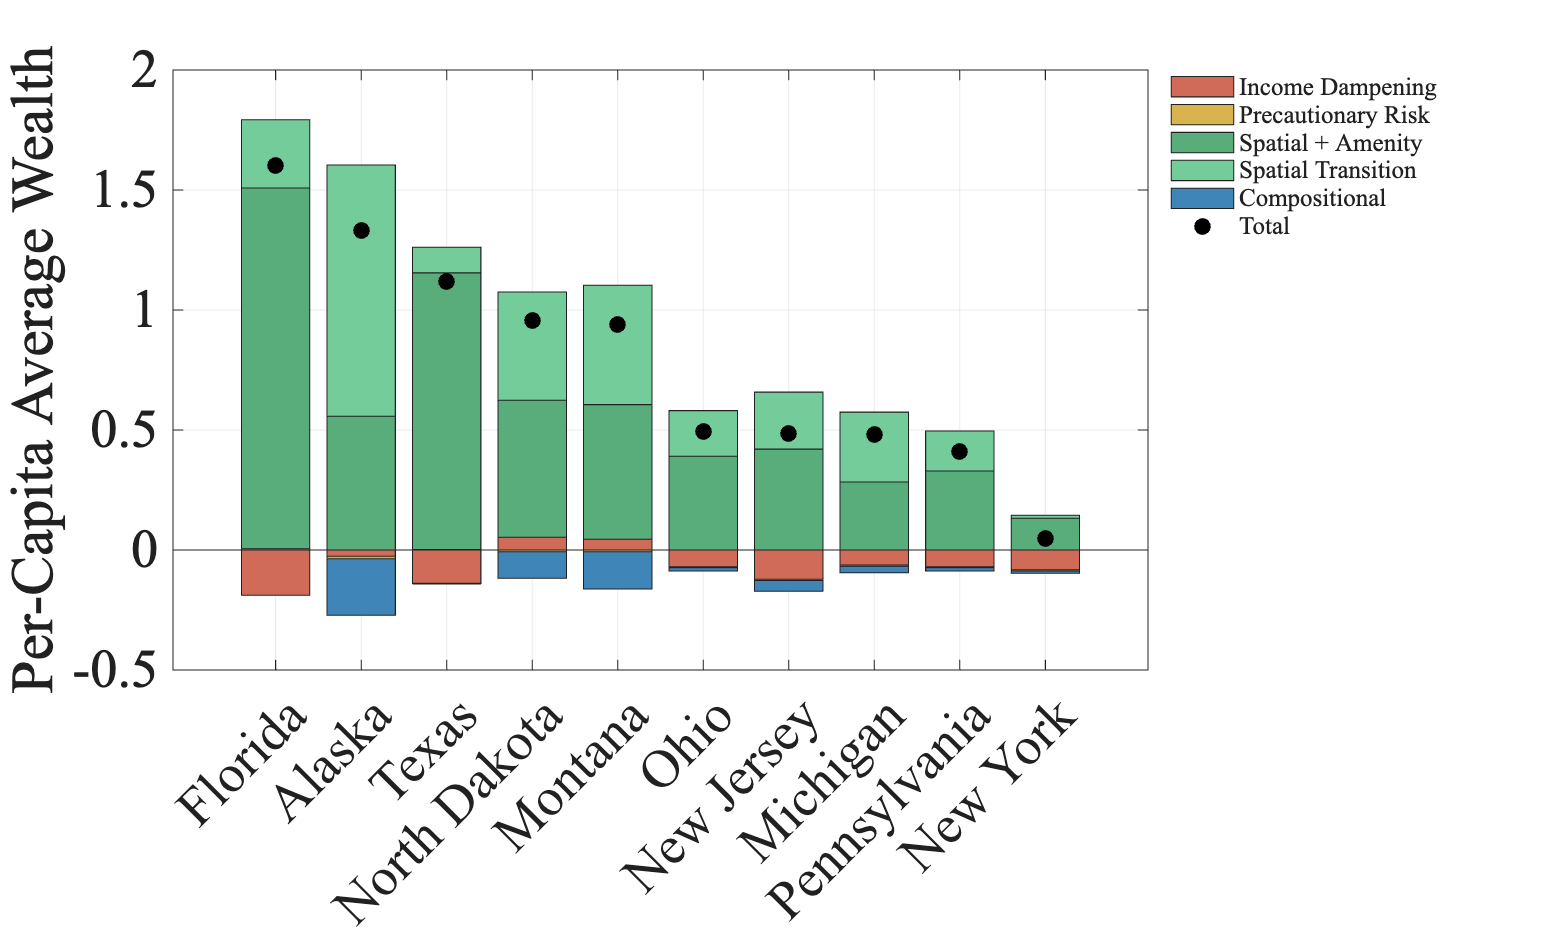 Per-Capita Average Wealth
2
1.5
1
0.5
0
-0.5
Florida
Alaska
Texas
North Dakota
Montana
Ohio
New Jersey
Michigan
Pennsylvania
New York
Income Dampening
Precautionary Risk
Spatial + Amenity
Spatial Transition
Compositional
Total